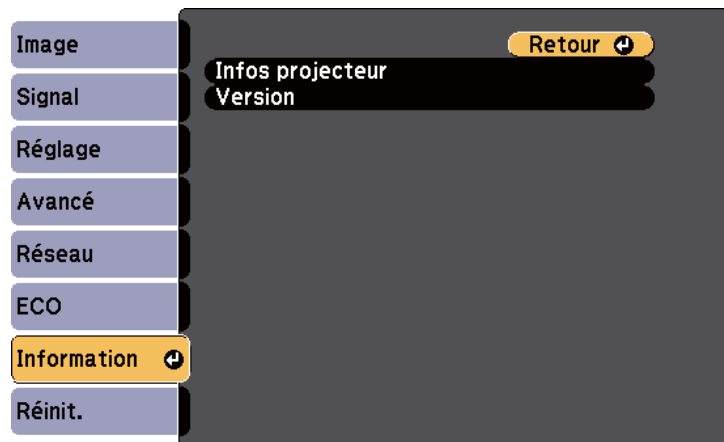 Image
Signal
Réglage
Avancé
Réseau
ECO
Information
Réinit.
Retour
Infos projecteur
Version